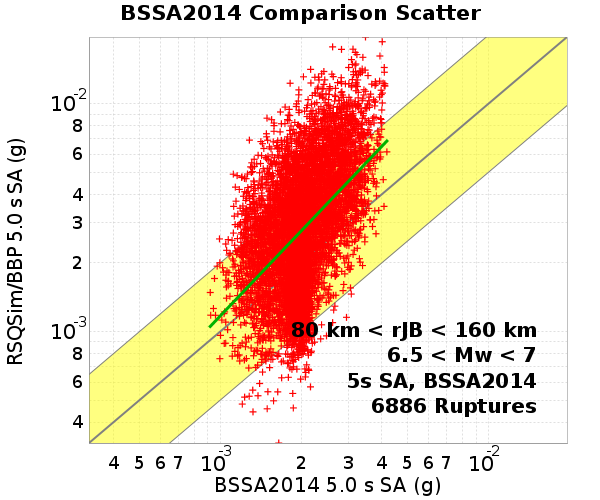 BSSA2014 Comparison Scatter
RSQSim/BBP 5.0 s SA (g)
10-2
8
6
4
3
2
10-3
8
6
4
80 km < rJB < 160 km
6.5 < Mw < 7
5s SA, BSSA2014
6886 Ruptures
4 5 6 7 10-3 2 3 4 5 6 7 10-2
BSSA2014 5.0 s SA (g)